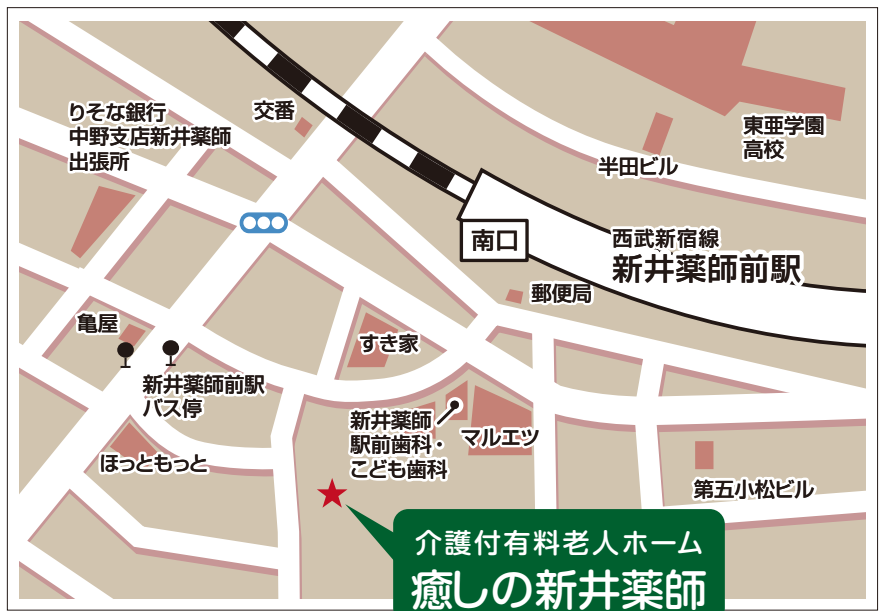 りそな銀行
中野支店新井薬師
出張所
交番
東亜学園
高校
半田ビル
南口
西武新宿線
新井薬師前駅
郵便局
亀屋
すき家
新井薬師前駅
バス停
新井薬師
駅前歯科・
こども歯科
マルエツ
ほっともっと
第五小松ビル
介護付有料老人ホーム
癒しの新井薬師